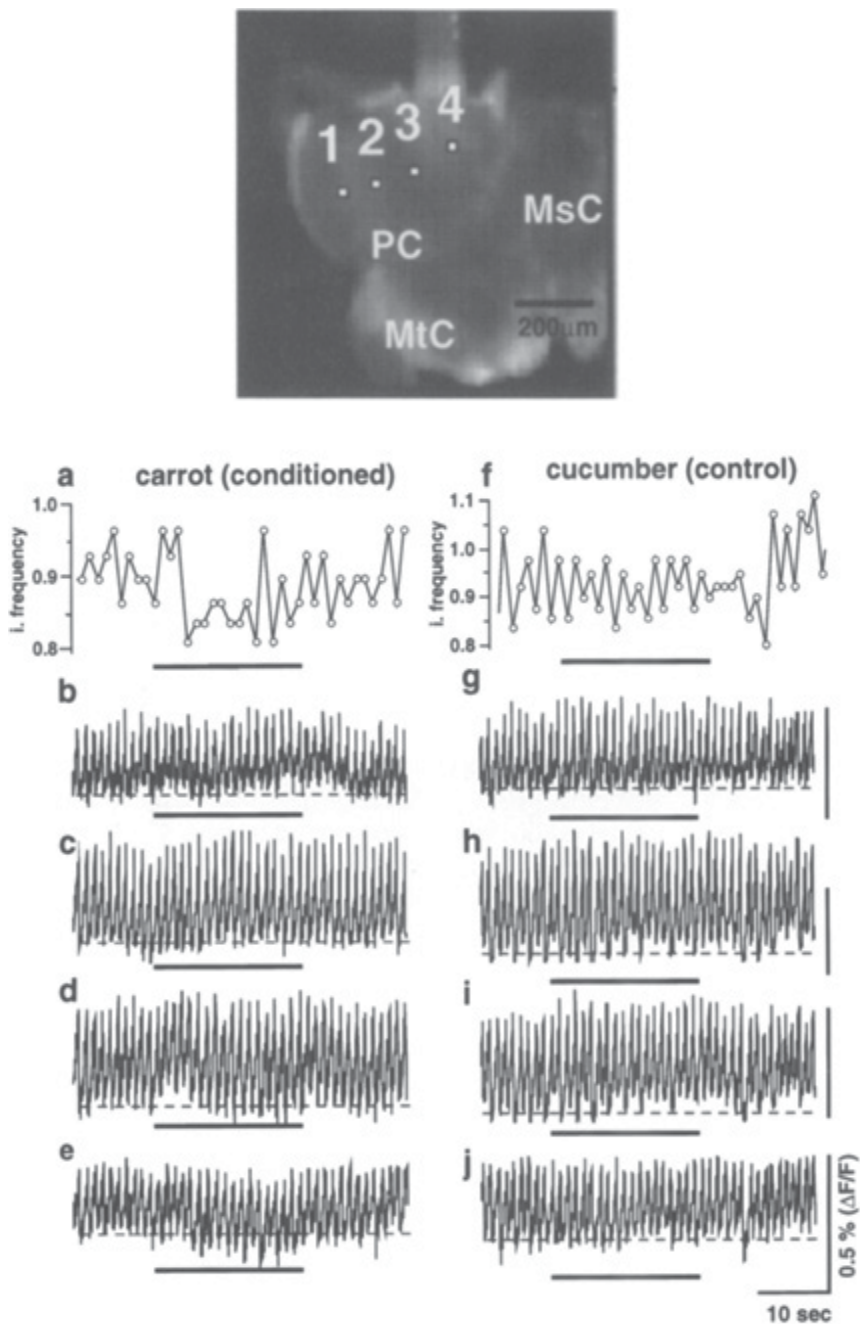 1 2 3 4
MsC
PC
200µm
MtC
a carrot (conditioned)
1.0
0.9
0.8
i. frequency
f cucumber (control)
1.1
1.0
0.9
0.8
i. frequency
b
g
c
h
d
i
e
j
0.5 % (ΔF/F)
10 sec